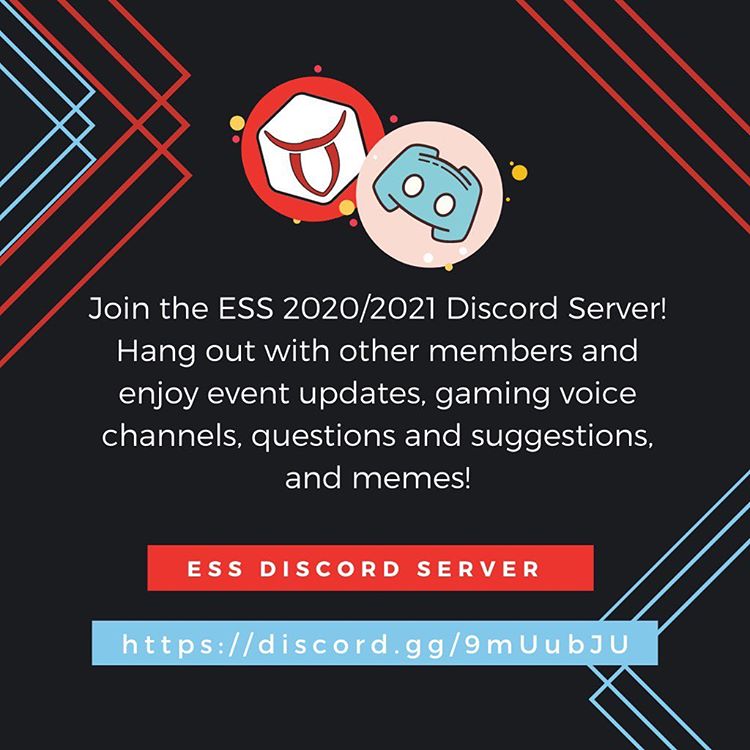 Join the ESS 2020/2021 Discord Server!
Hang out with other members and
enjoy event updates, gaming voice
channels, questions and suggestions,
and memes!
ESS DISCORD SERVER
https://discord.gg/9mUubJU